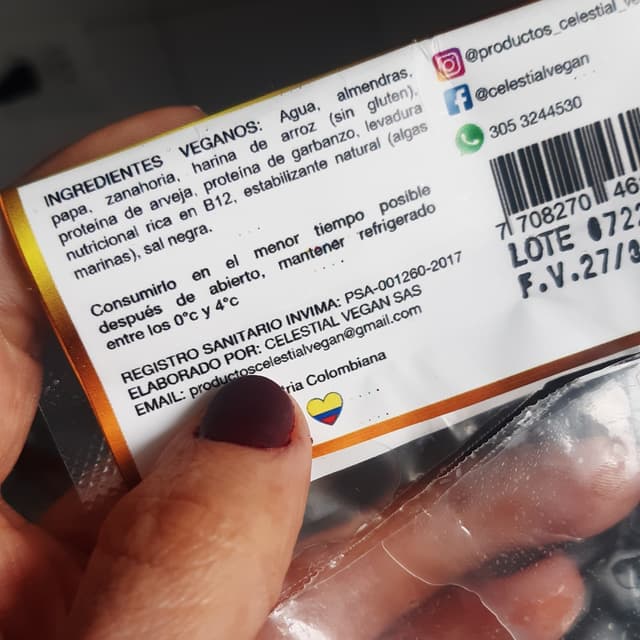 INGREDIENTES VEGANOS: Agua, almendras,
papa, zanahoria, harina de arroz (sin gluten),
proteína de arveja, proteína de garbanzo, levadura
nutricional rica en B12, estabilizante natural (algas
marinas), sal negra.
Consumirlo en el menor tiempo posible
después de abierto, mantener refrigerado
entre los 0°c y 4°c
REGISTRO SANITARIO INVIMA: PSA-001260-2017
ELABORADO POR: CELESTIAL VEGAN SAS
EMAIL: productoscelestialvegan@gmail.com
Colombiana
@productos_celestial
@celestialvegan
305 3244530
7 708270 46
LOTE 072
F.V.27/